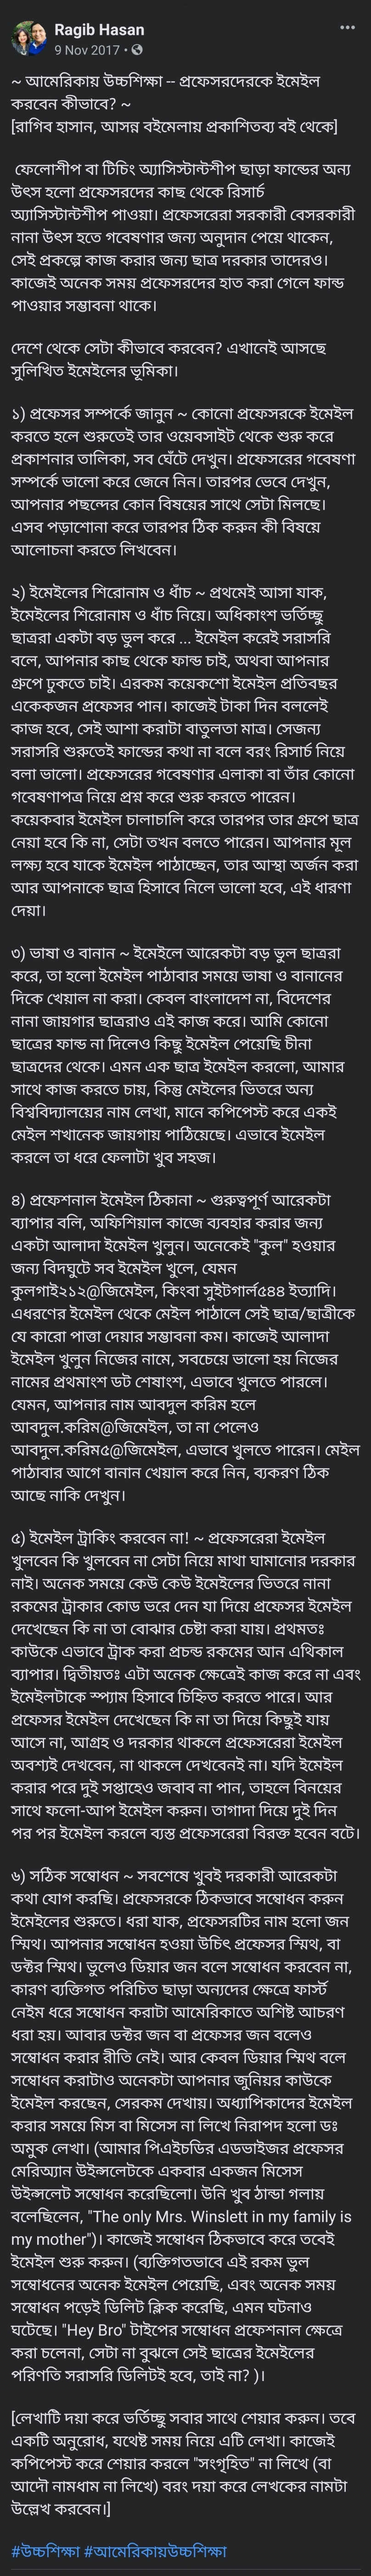 Ragib Hasan
9 Nov 2017
~ আমেরিকায় উচ্চশিক্ষা -- প্রফেসরদেরকে ইমেইল
করবেন কীভাবে? ~
[রাগিব হাসান, আসন্ন বইমেলায় প্রকাশিতব্য বই থেকে]
ফেলোশীপ বা টিচিং অ্যাসিস্টান্টশীপ ছাড়া ফান্ডের অন্য
উৎস হলো প্রফেসরদের কাছ থেকে রিসার্চ
অ্যাসিস্টান্টশীপ পাওয়া। প্রফেসরেরা সরকারী বেসরকারী
নানা উৎস হতে গবেষণার জন্য অনুদান পেয়ে থাকেন,
সেই প্রকল্পে কাজ করার জন্য ছাত্র দরকার তাদেরও।
কাজেই অনেক সময় প্রফেসরদের হাত করা গেলে ফান্ড
পাওয়ার সম্ভাবনা থাকে।
দেশে থেকে সেটা কীভাবে করবেন? এখানেই আসছে
সুলিখিত ইমেইলের ভূমিকা।
১) প্রফেসর সম্পর্কে জানুন ~ কোনো প্রফেসরকে ইমেইল
করতে হলে শুরুতেই তার ওয়েবসাইট থেকে শুরু করে
প্রকাশনার তালিকা, সব ঘেঁটে দেখুন। প্রফেসরের গবেষণা
সম্পর্কে ভালো করে জেনে নিন। তারপর ভেবে দেখুন,
আপনার পছন্দের কোন বিষয়ের সাথে সেটা মিলছে।
এসব পড়াশোনা করে তারপর ঠিক করুন কী বিষয়ে
আলোচনা করতে লিখবেন।
২) ইমেইলের শিরোনাম ও ধাঁচ ~ প্রথমেই আসা যাক,
ইমেইলের শিরোনাম ও ধাঁচ নিয়ে। অধিকাংশ ভর্তিচ্ছু
ছাত্ররা একটা বড় ভুল করে ... ইমেইল করেই সরাসরি
বলে, আপনার কাছ থেকে ফান্ড চাই, অথবা আপনার
গ্রুপে ঢুকতে চাই। এরকম কয়েকশো ইমেইল প্রতিবছর
একেকজন প্রফেসর পান। কাজেই টাকা দিন বললেই
কাজ হবে, সেই আশা করাটা বাতুলতা মাত্র। সেজন্য
সরাসরি শুরুতেই ফান্ডের কথা না বলে বরং রিসার্চ নিয়ে
বলা ভালো। প্রফেসরের গবেষণার এলাকা বা তাঁর কোনো
গবেষণাপত্র নিয়ে প্রশ্ন করে শুরু করতে পারেন।
কয়েকবার ইমেইল চালাচালি করে তারপর তার গ্রুপে ছাত্র
নেয়া হবে কি না, সেটা তখন বলতে পারেন। আপনার মূল
লক্ষ্য হবে যাকে ইমেইল পাঠাচ্ছেন, তার আস্থা অর্জন করা
আর আপনাকে ছাত্র হিসাবে নিলে ভালো হবে, এই ধারণা
দেয়া।
৩) ভাষা ও বানান ~ ইমেইলে আরেকটা বড় ভুল ছাত্ররা
করে, তা হলো ইমেইল পাঠাবার সময়ে ভাষা ও বানানের
দিকে খেয়াল না করা। কেবল বাংলাদেশ না, বিদেশের
নানা জায়গার ছাত্ররাও এই কাজ করে। আমি কোনো
ছাত্রের ফান্ড না দিলেও কিছু ইমেইল পেয়েছি চীনা
ছাত্রদের থেকে। এমন এক ছাত্র ইমেইল করলো, আমার
সাথে কাজ করতে চায়, কিন্তু মেইলের ভিতরে অন্য
বিশ্ববিদ্যালয়ের নাম লেখা, মানে কপিপেস্ট করে একই
মেইল শখানেক জায়গায় পাঠিয়েছে। এভাবে ইমেইল
করলে তা ধরে ফেলাটা খুব সহজ।
৪) প্রফেশনাল ইমেইল ঠিকানা ~ গুরুত্বপূর্ণ আরেকটা
ব্যাপার বলি, অফিশিয়াল কাজে ব্যবহার করার জন্য
একটা আলাদা ইমেইল খুলুন। অনেকেই "কুল" হওয়ার
জন্য বিদঘুটে সব ইমেইল খুলে, যেমন
কুলগাই২১২@জিমেইল, কিংবা সুইটগার্ল৫৪৪ ইত্যাদি।
এধরণের ইমেইল থেকে মেইল পাঠালে সেই ছাত্র/ছাত্রীকে
যে কারো পাত্তা দেয়ার সম্ভাবনা কম। কাজেই আলাদা
ইমেইল খুলুন নিজের নামে, সবচেয়ে ভালো হয় নিজের
নামের প্রথমাংশ ডট শেষাংশ, এভাবে খুলতে পারলে।
যেমন, আপনার নাম আবদুল করিম হলে
আবদুল.করিম@জিমেইল, তা না পেলেও
আবদুল.করিম৫@জিমেইল, এভাবে খুলতে পারেন। মেইল
পাঠাবার আগে বানান খেয়াল করে নিন, ব্যকরণ ঠিক
আছে নাকি দেখুন।
৫) ইমেইল ট্রাকিং করবেন না! ~ প্রফেসরেরা ইমেইল
খুলবেন কি খুলবেন না সেটা নিয়ে মাথা ঘামানোর দরকার
নাই। অনেক সময়ে কেউ কেউ ইমেইলের ভিতরে নানা
রকমের ট্রাকার কোড ভরে দেন যা দিয়ে প্রফেসর ইমেইল
দেখেছেন কি না তা বোঝার চেষ্টা করা যায়। প্রথমতঃ
কাউকে এভাবে ট্রাক করা প্রচন্ড রকমের আন এথিকাল
ব্যাপার। দ্বিতীয়তঃ এটা অনেক ক্ষেত্রেই কাজ করে না এবং
ইমেইলটাকে স্প্যাম হিসাবে চিহ্নিত করতে পারে। আর
প্রফেসর ইমেইল দেখেছেন কি না তা দিয়ে কিছুই যায়
আসে না, আগ্রহ ও দরকার থাকলে প্রফেসরেরা ইমেইল
অবশ্যই দেখবেন, না থাকলে দেখবেনই না। যদি ইমেইল
করার পরে দুই সপ্তাহেও জবাব না পান, তাহলে বিনয়ের
সাথে ফলো-আপ ইমেইল করুন। তাগাদা দিয়ে দুই দিন
পর পর ইমেইল করলে ব্যস্ত প্রফেসরেরা বিরক্ত হবেন বটে।
৬) সঠিক সম্বোধন ~ সবশেষে খুবই দরকারী আরেকটা
কথা যোগ করছি। প্রফেসরকে ঠিকভাবে সম্বোধন করুন
ইমেইলের শুরুতে। ধরা যাক, প্রফেসরটির নাম হলো জন
স্মিথ। আপনার সম্বোধন হওয়া উচিৎ প্রফেসর স্মিথ, বা
ডক্টর স্মিথ। ভুলেও ডিয়ার জন বলে সম্বোধন করবেন না,
কারণ ব্যক্তিগত পরিচিত ছাড়া অন্যদের ক্ষেত্রে ফার্স্ট
নেইম ধরে সম্বোধন করাটা আমেরিকাতে অশিষ্ট আচরণ
ধরা হয়। আবার ডক্টর জন বা প্রফেসর জন বলেও
সম্বোধন করার রীতি নেই। আর কেবল ডিয়ার স্মিথ বলে
সম্বোধন করাটাও অনেকটা আপনার জুনিয়র কাউকে
ইমেইল করছেন, সেরকম দেখায়। অধ্যাপিকাদের ইমেইল
করার সময়ে মিস বা মিসেস না লিখে নিরাপদ হলো ডঃ
অমুক লেখা। (আমার পিএইচডির এডভাইজর প্রফেসর
মেরিঅ্যান উইন্সলেটকে একবার একজন মিসেস
উইন্সলেট সম্বোধন করেছিলো। উনি খুব ঠান্ডা গলায়
বলেছিলেন, "The only Mrs. Winslett in my family is
my mother")। কাজেই সম্বোধন ঠিকভাবে করে তবেই
ইমেইল শুরু করুন। (ব্যক্তিগতভাবে এই রকম ভুল
সম্বোধনের অনেক ইমেইল পেয়েছি, এবং অনেক সময়
সম্বোধন পড়েই ডিলিট ক্লিক করেছি, এমন ঘটনাও
ঘটেছে। "Hey Bro" টাইপের সম্বোধন প্রফেশনাল ক্ষেত্রে
করা চলেনা, সেটা না বুঝলে সেই ছাত্রের ইমেইলের
পরিণতি সরাসরি ডিলিটই হবে, তাই না? )।
[লেখাটি দয়া করে ভর্তিচ্ছু সবার সাথে শেয়ার করুন। তবে
একটি অনুরোধ, যথেষ্ট সময় নিয়ে এটি লেখা। কাজেই
কপিপেস্ট করে শেয়ার করলে "সংগৃহিত" না লিখে (বা
আদৌ নামধাম না লিখে) বরং দয়া করে লেখকের নামটা
উল্লেখ করবেন।]
#উচ্চশিক্ষা #আমেরিকায়উচ্চশিক্ষা